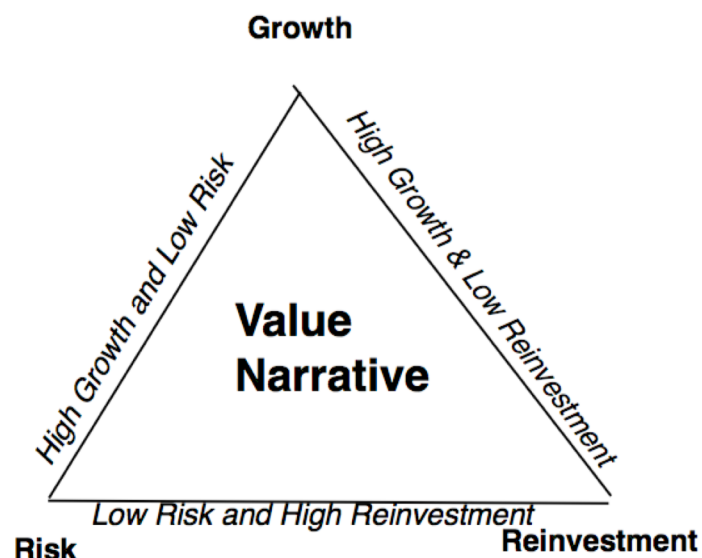 Growth
High Growth and Low Risk
High Growth & Low Reinvestment
Value
Narrative
Low Risk and High Reinvestment
Risk
Reinvestment